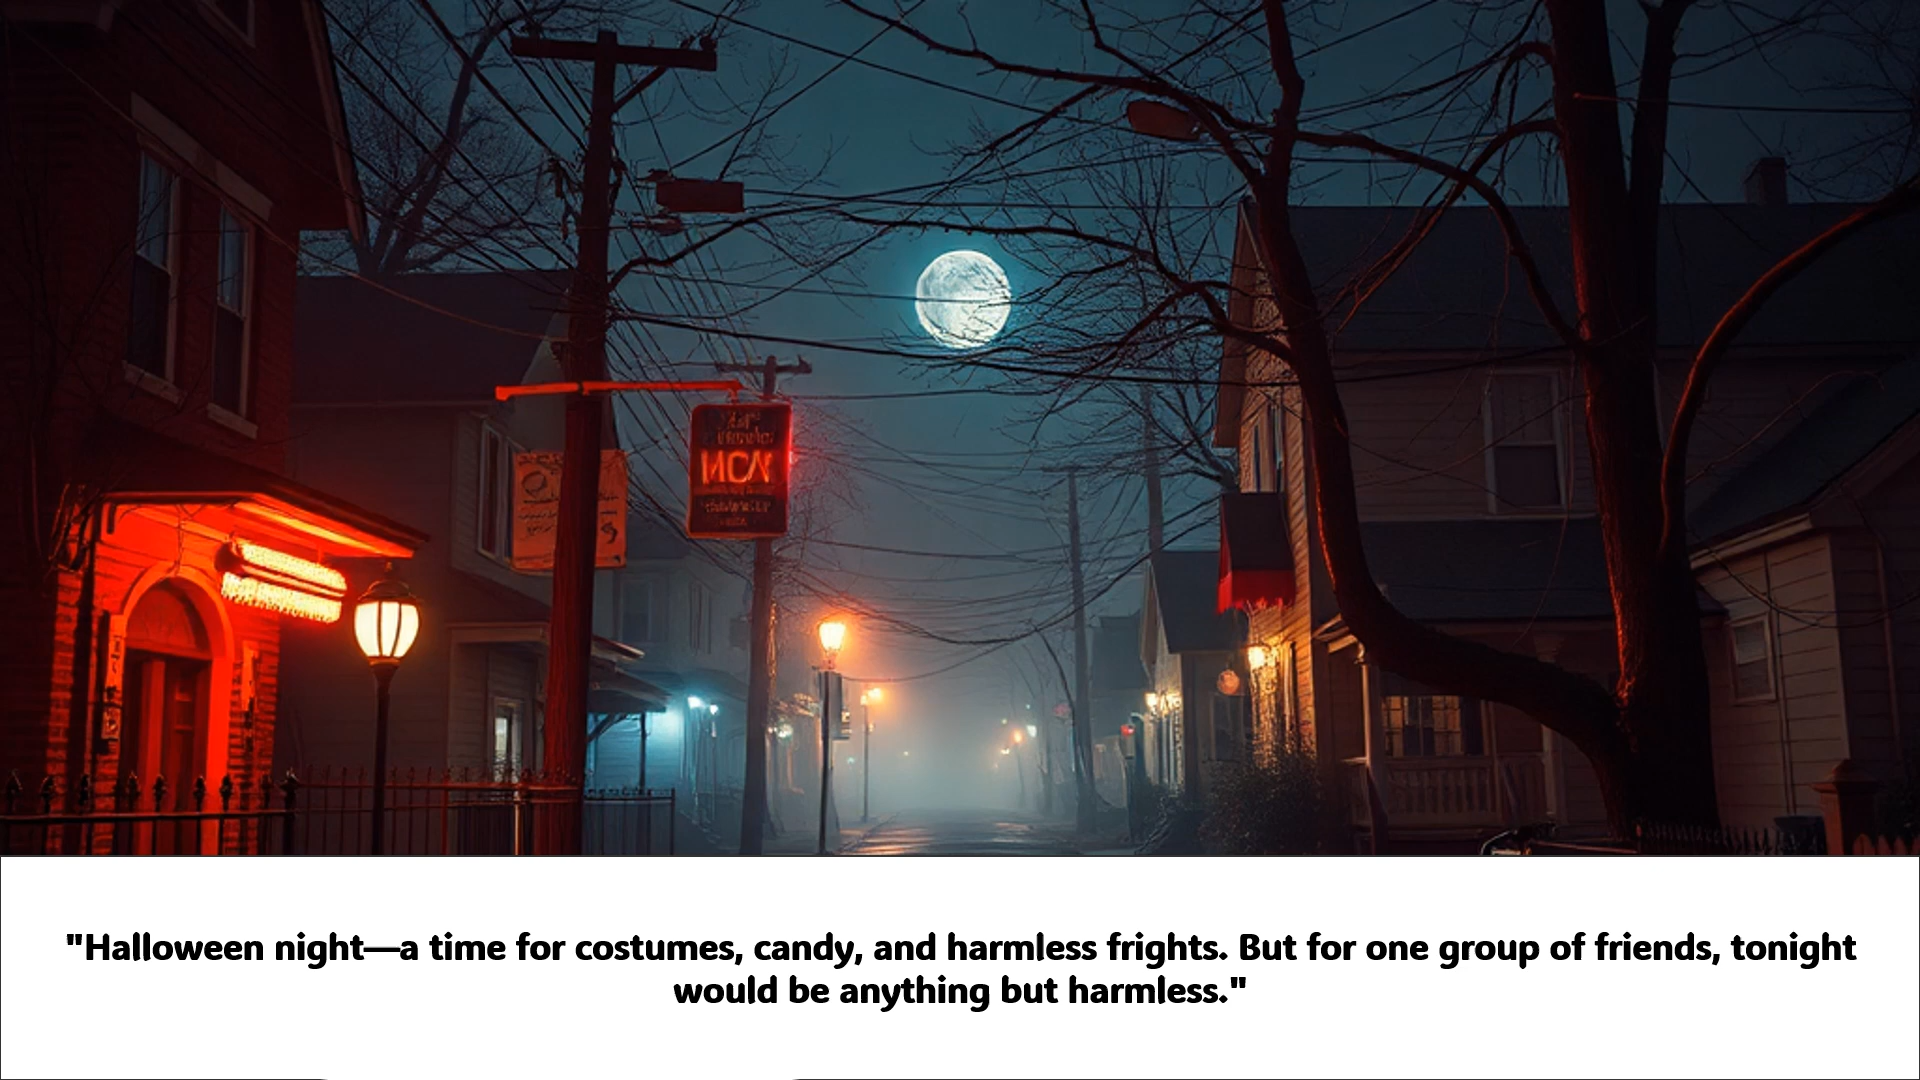 "Halloween night—a time for costumes, candy, and harmless frights. But for one group of friends, tonight
would be anything but harmless."